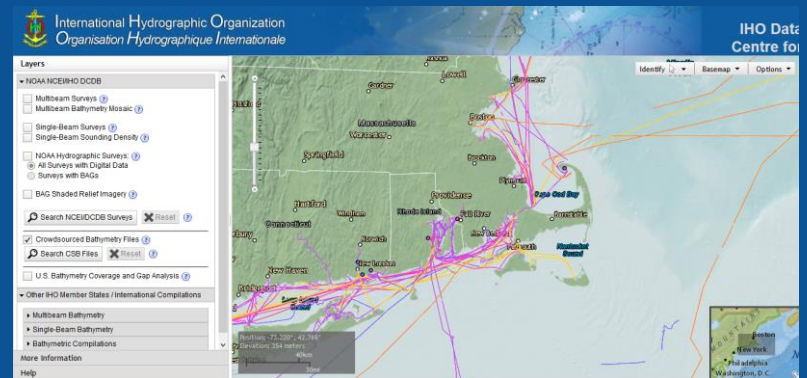 International Hydrographic Organization
Organisation Hydrographique Internationale
IHO Data
Centre for
Layers
NOAA NCEI/IHO DCDB
Multibeam Surveys
Multibeam Bathymetry Mosaic
Single-Beam Surveys
Single-Beam Sounding Density
NOAA Hydrographic Surveys:
All Surveys with Digital Data
Surveys with BAGs
BAG Shaded Relief Imagery
Search NCEI/DCDB Surveys Reset
Crowdsourced Bathymetry Files
Search CSB Files Reset
U.S. Bathymetry Coverage and Gap Analysis
Other IHO Member States / International Compilations
Multibeam Bathymetry
Single-Beam Bathymetry
Bathymetric Compilations
More Information
Help
Identify Basemap Options
Lowell
Gardner
Gloucester
Massachusetts
Boston
Worcester
Springfield
Brockton
Plymouth
Cape Cod Bay
Hartford
Providence
Windham
Rhode Island
Fall River
Barnstable
Connecticut
Norwich
Nantucket
Sound
New London
New Haven
Bridgeport
Sound
40km
Boston
New York
Philadelphia
Washington, D.C.